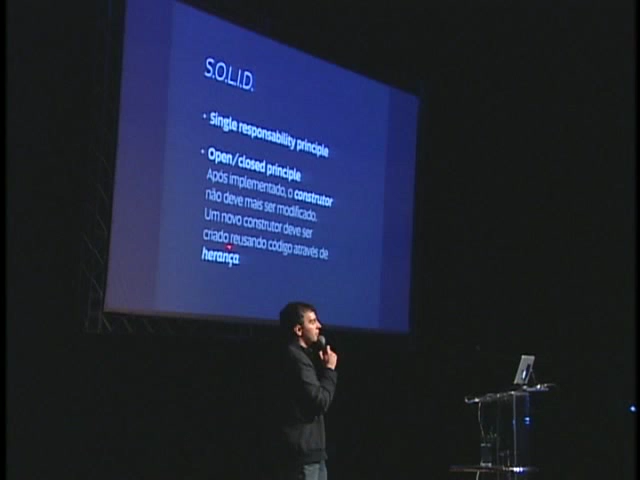 S.O.L.I.D.
• Single responsability principle
• Open/closed principle
Após implementado, o construtor
não deve mais ser modificado.
Um novo construtor deve ser
criado reusando código através de
herança